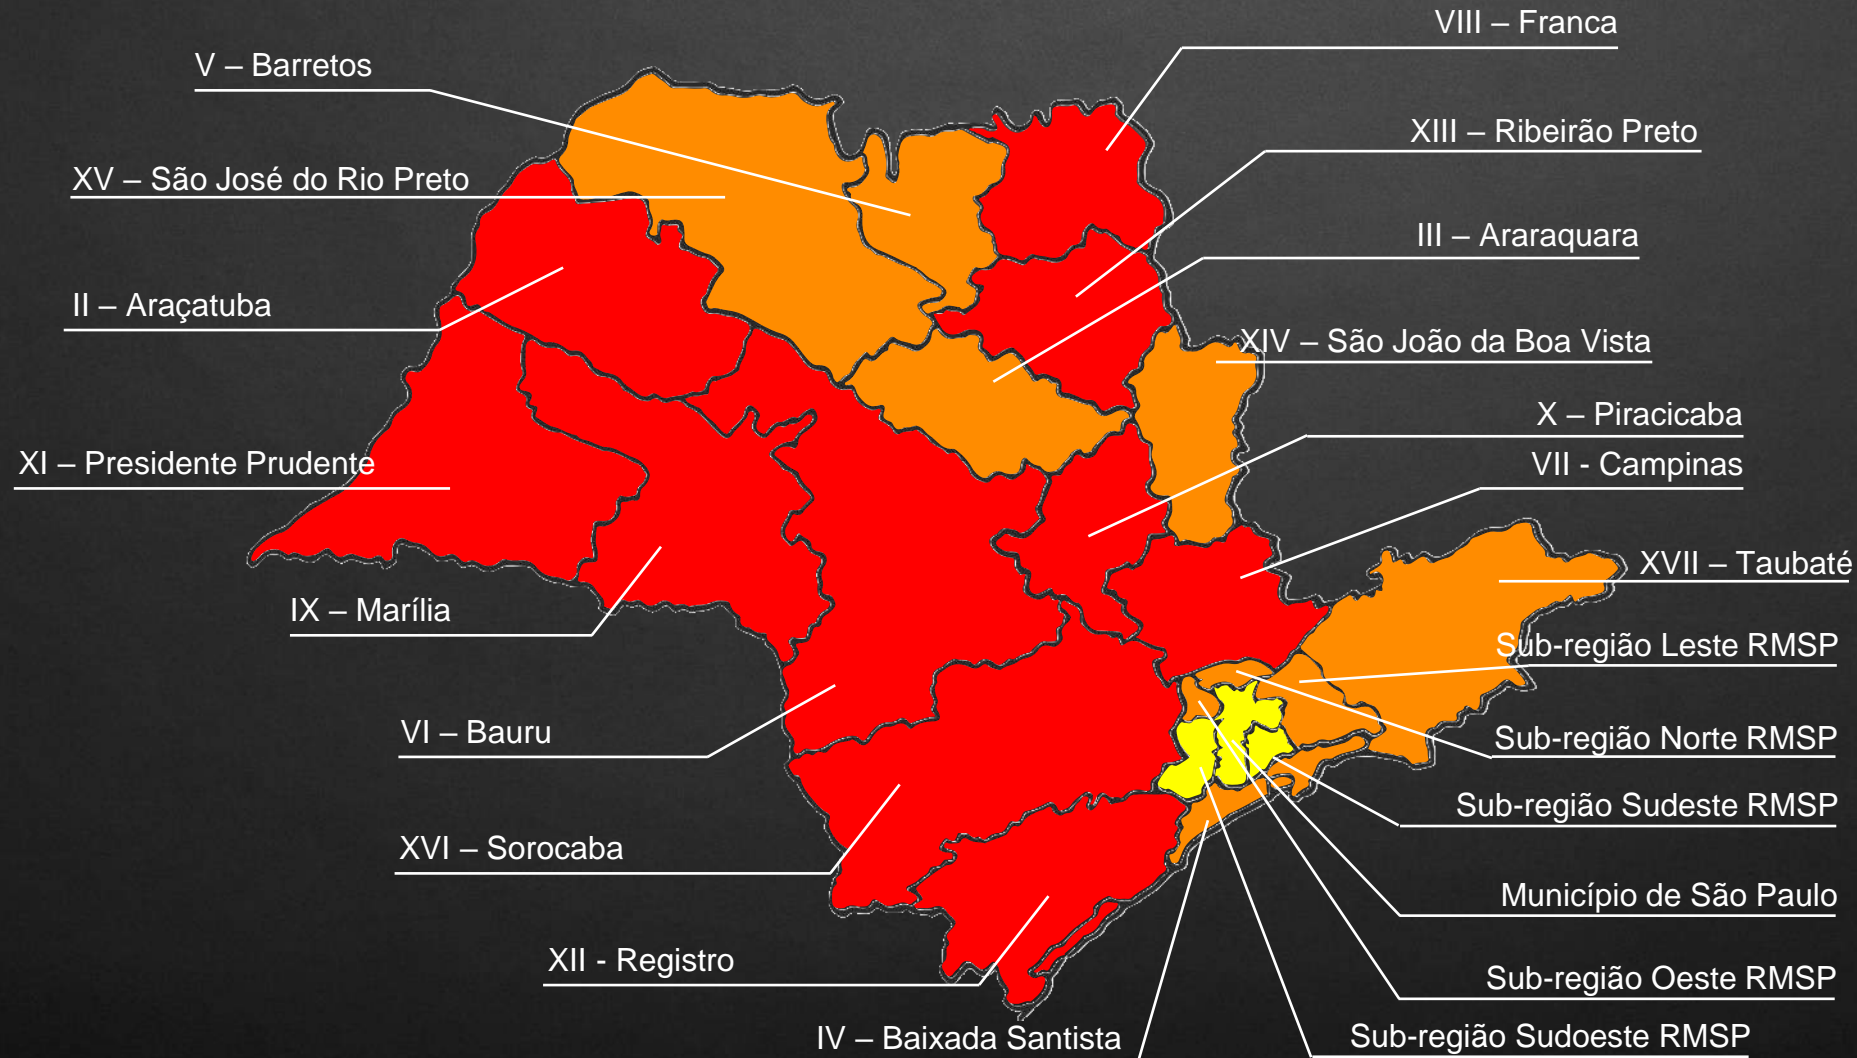 VIII – Franca
V – Barretos
XIII – Ribeirão Preto
XV – São José do Rio Preto
III – Araraquara
II – Araçatuba
XIV – São João da Boa Vista
X – Piracicaba
XI – Presidente Prudente
VII - Campinas
XVII – Taubaté
IX – Marília
Sub-região Leste RMSP
VI – Bauru
Sub-região Norte RMSP
Sub-região Sudeste RMSP
XVI – Sorocaba
Município de São Paulo
XII - Registro
Sub-região Oeste RMSP
IV – Baixada Santista
Sub-região Sudoeste RMSP